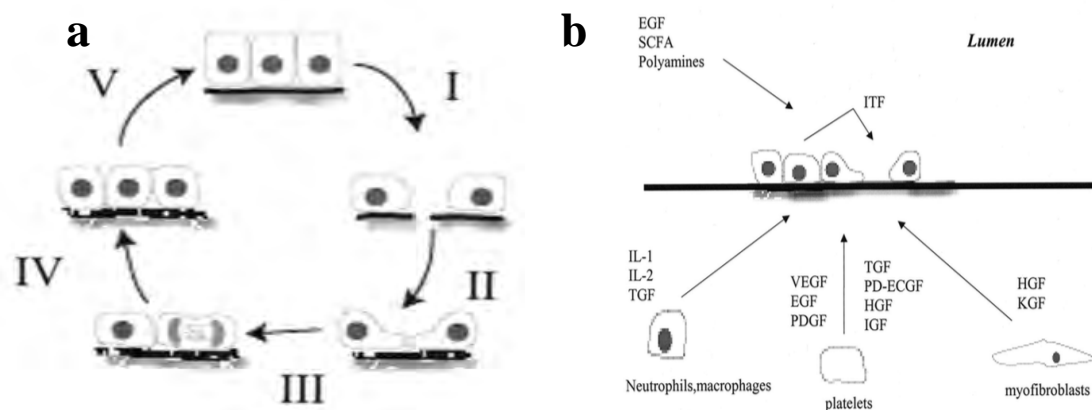 a
V
I
IV
II
III
b
EGF
SCFA
Polyamines
Lumen
ITF
IL-1
IL-2
TGF
VEGF
EGF
PDGF
TGF
PD-ECGF
HGF
IGF
HGF
KGF
Neutrophils,macrophages
platelets
myofibroblasts